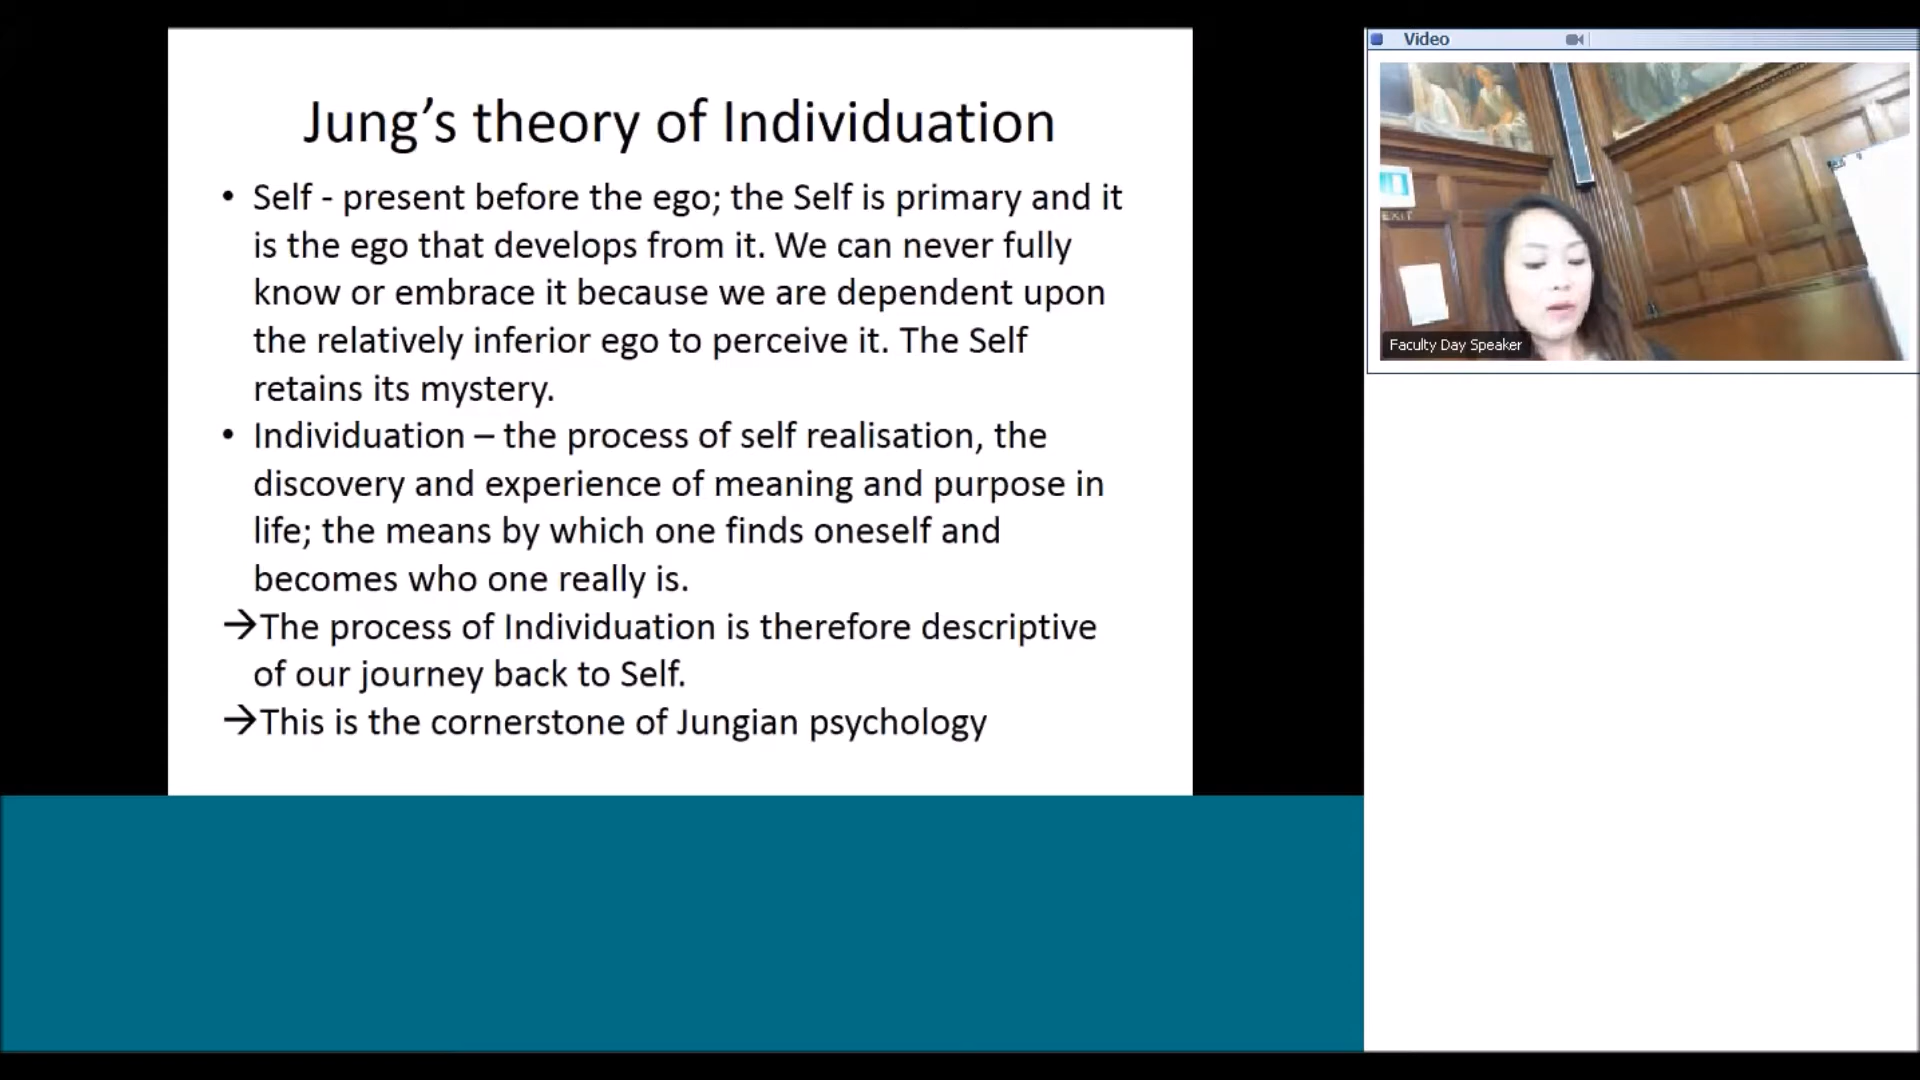 Jung’s theory of Individuation
• Self - present before the ego; the Self is primary and it
is the ego that develops from it. We can never fully
know or embrace it because we are dependent upon
the relatively inferior ego to perceive it. The Self
retains its mystery.
• Individuation – the process of self realisation, the
discovery and experience of meaning and purpose in
life; the means by which one finds oneself and
becomes who one really is.
→The process of Individuation is therefore descriptive
of our journey back to Self.
→This is the cornerstone of Jungian psychology
Video
EXIT
Faculty Day Speaker